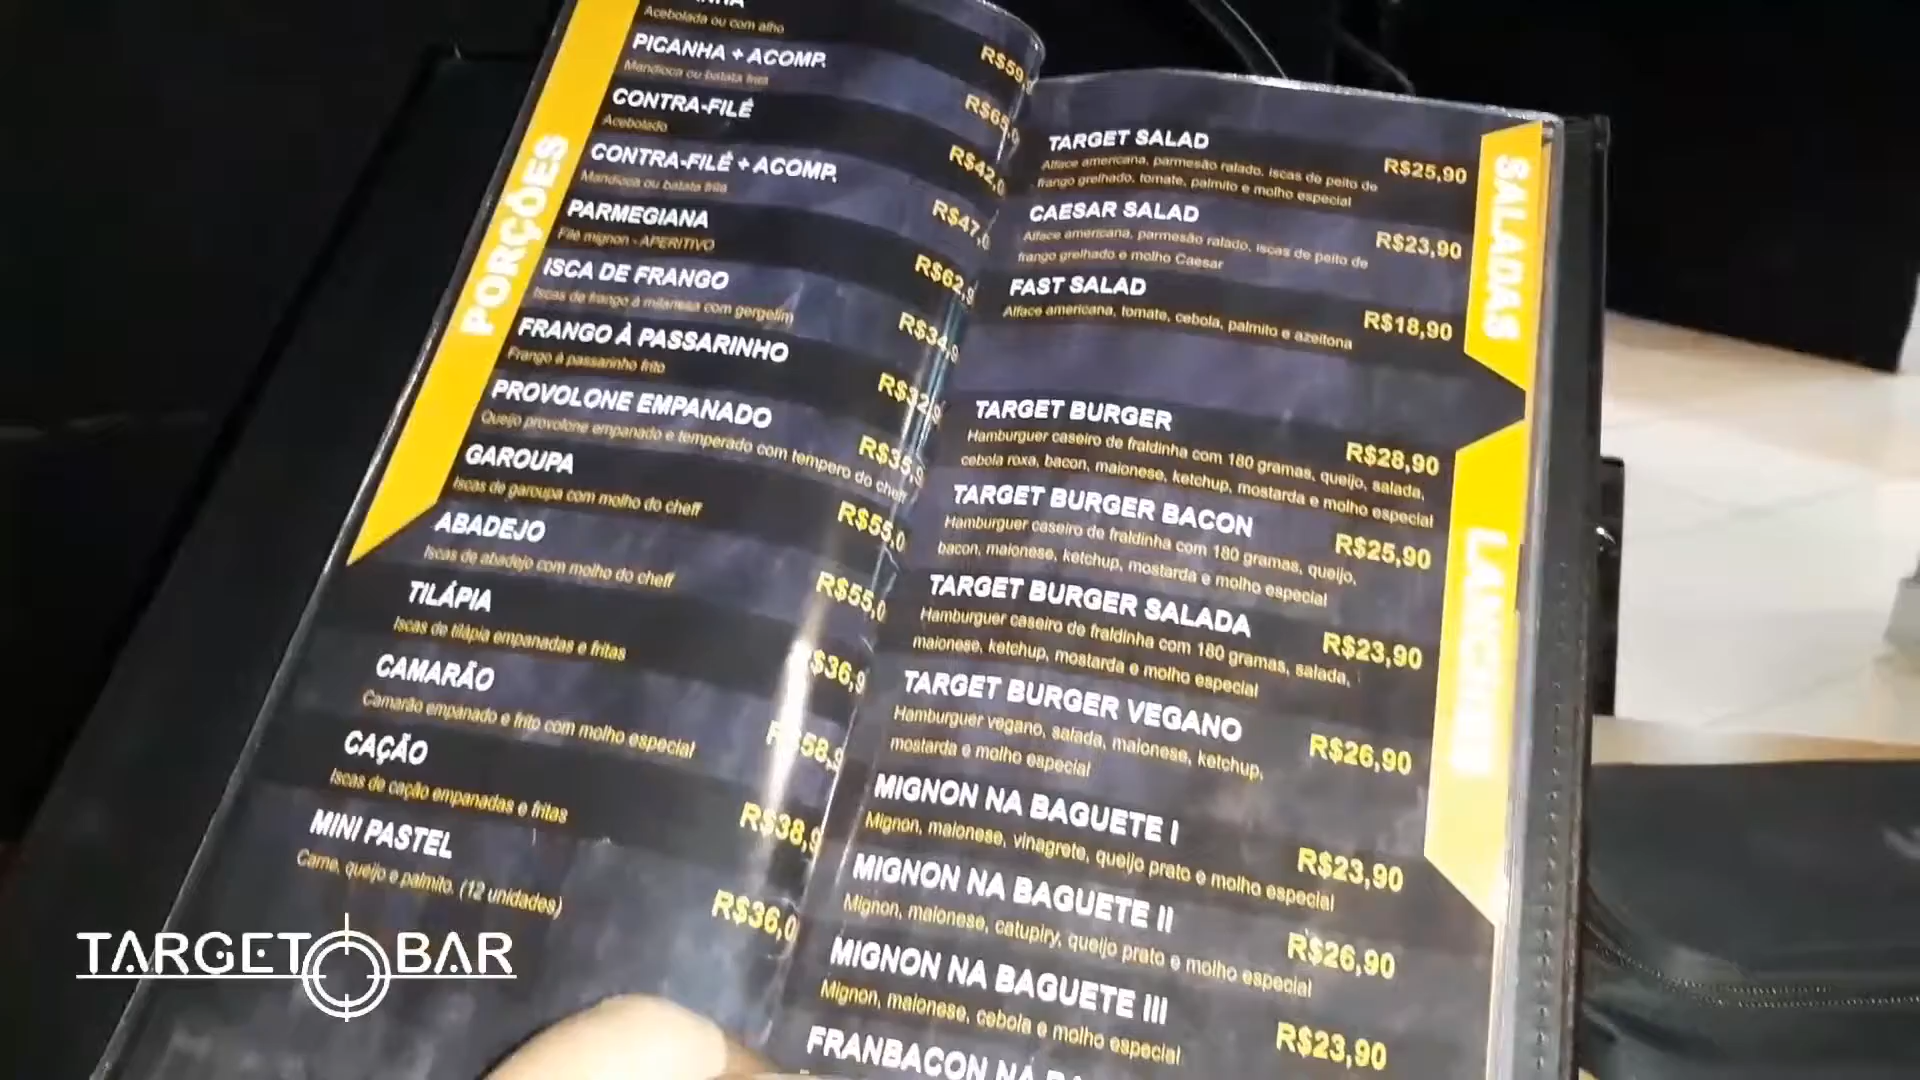 PORÇÕES
Acebolada ou com alho
PICANHA + ACOMP.
Mandioca ou batata frita
CONTRA-FILÉ
Acebolado
CONTRA-FILÉ + ACOMP.
Mandioca ou batata frita
PARMEGIANA
Filé mignon - APERITIVO
ISCA DE FRANGO
Iscas de frango à milanesa com gergelim
FRANGO À PASSARINHO
Frango à passarinho frito
PROVOLONE EMPANADO
Queijo provolone empanado e temperado com tempero do cheff
GAROUPA
Iscas de garoupa com molho do cheff
ABADEJO
Iscas de abadejo com molho do cheff
TILÁPIA
Iscas de tilápia empanadas e fritas
CAMARÃO
Camarão empanado e frito com molho especial
CAÇÃO
Iscas de cação empanadas e fritas
MINI PASTEL
Carne, queijo e palmito. (12 unidades)
R$59,
R$65,0
R$42,0
R$47,0
R$62,9
R$34,9
R$32,9
R$35,9
R$55,0
R$55,0
$36,9
R$58,9
R$38,9
R$36,0
SALADAS
TARGET SALAD R$25,90
Alface americana, parmesão ralado, iscas de peito de
frango grelhado, tomate, palmito e molho especial
CAESAR SALAD R$23,90
Alface americana, parmesão ralado, iscas de peito de
frango grelhado e molho Caesar
FAST SALAD R$18,90
Alface americana, tomate, cebola, palmito e azeitona
LANCHES
TARGET BURGER R$28,90
Hamburguer caseiro de fraldinha com 180 gramas, queijo, salada,
cebola roxa, bacon, maionese, ketchup, mostarda e molho especial
TARGET BURGER BACON R$25,90
Hamburguer caseiro de fraldinha com 180 gramas, queijo,
bacon, maionese, ketchup, mostarda e molho especial
TARGET BURGER SALADA R$23,90
Hamburguer caseiro de fraldinha com 180 gramas, salada,
maionese, ketchup, mostarda e molho especial
TARGET BURGER VEGANO R$26,90
Hamburguer vegano, salada, maionese, ketchup,
mostarda e molho especial
MIGNON NA BAGUETE I R$23,90
Mignon, maionese, vinagrete, queijo prato e molho especial
MIGNON NA BAGUETE II R$26,90
Mignon, maionese, catupiry, queijo prato e molho especial
MIGNON NA BAGUETE III R$23,90
Mignon, maionese, cebola e molho especial
FRANBACON NA
TARGET BAR